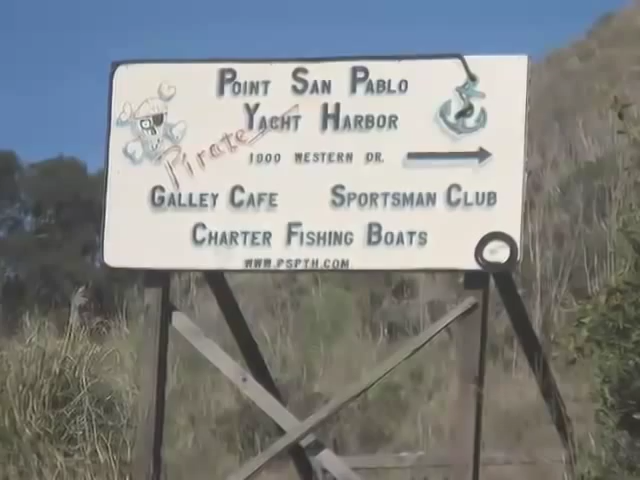 Point San Pablo
Yacht Harbor
Pirate
1000 Western Dr.
Galley Cafe Sportsman Club
Charter Fishing Boats
www.pspyh.com